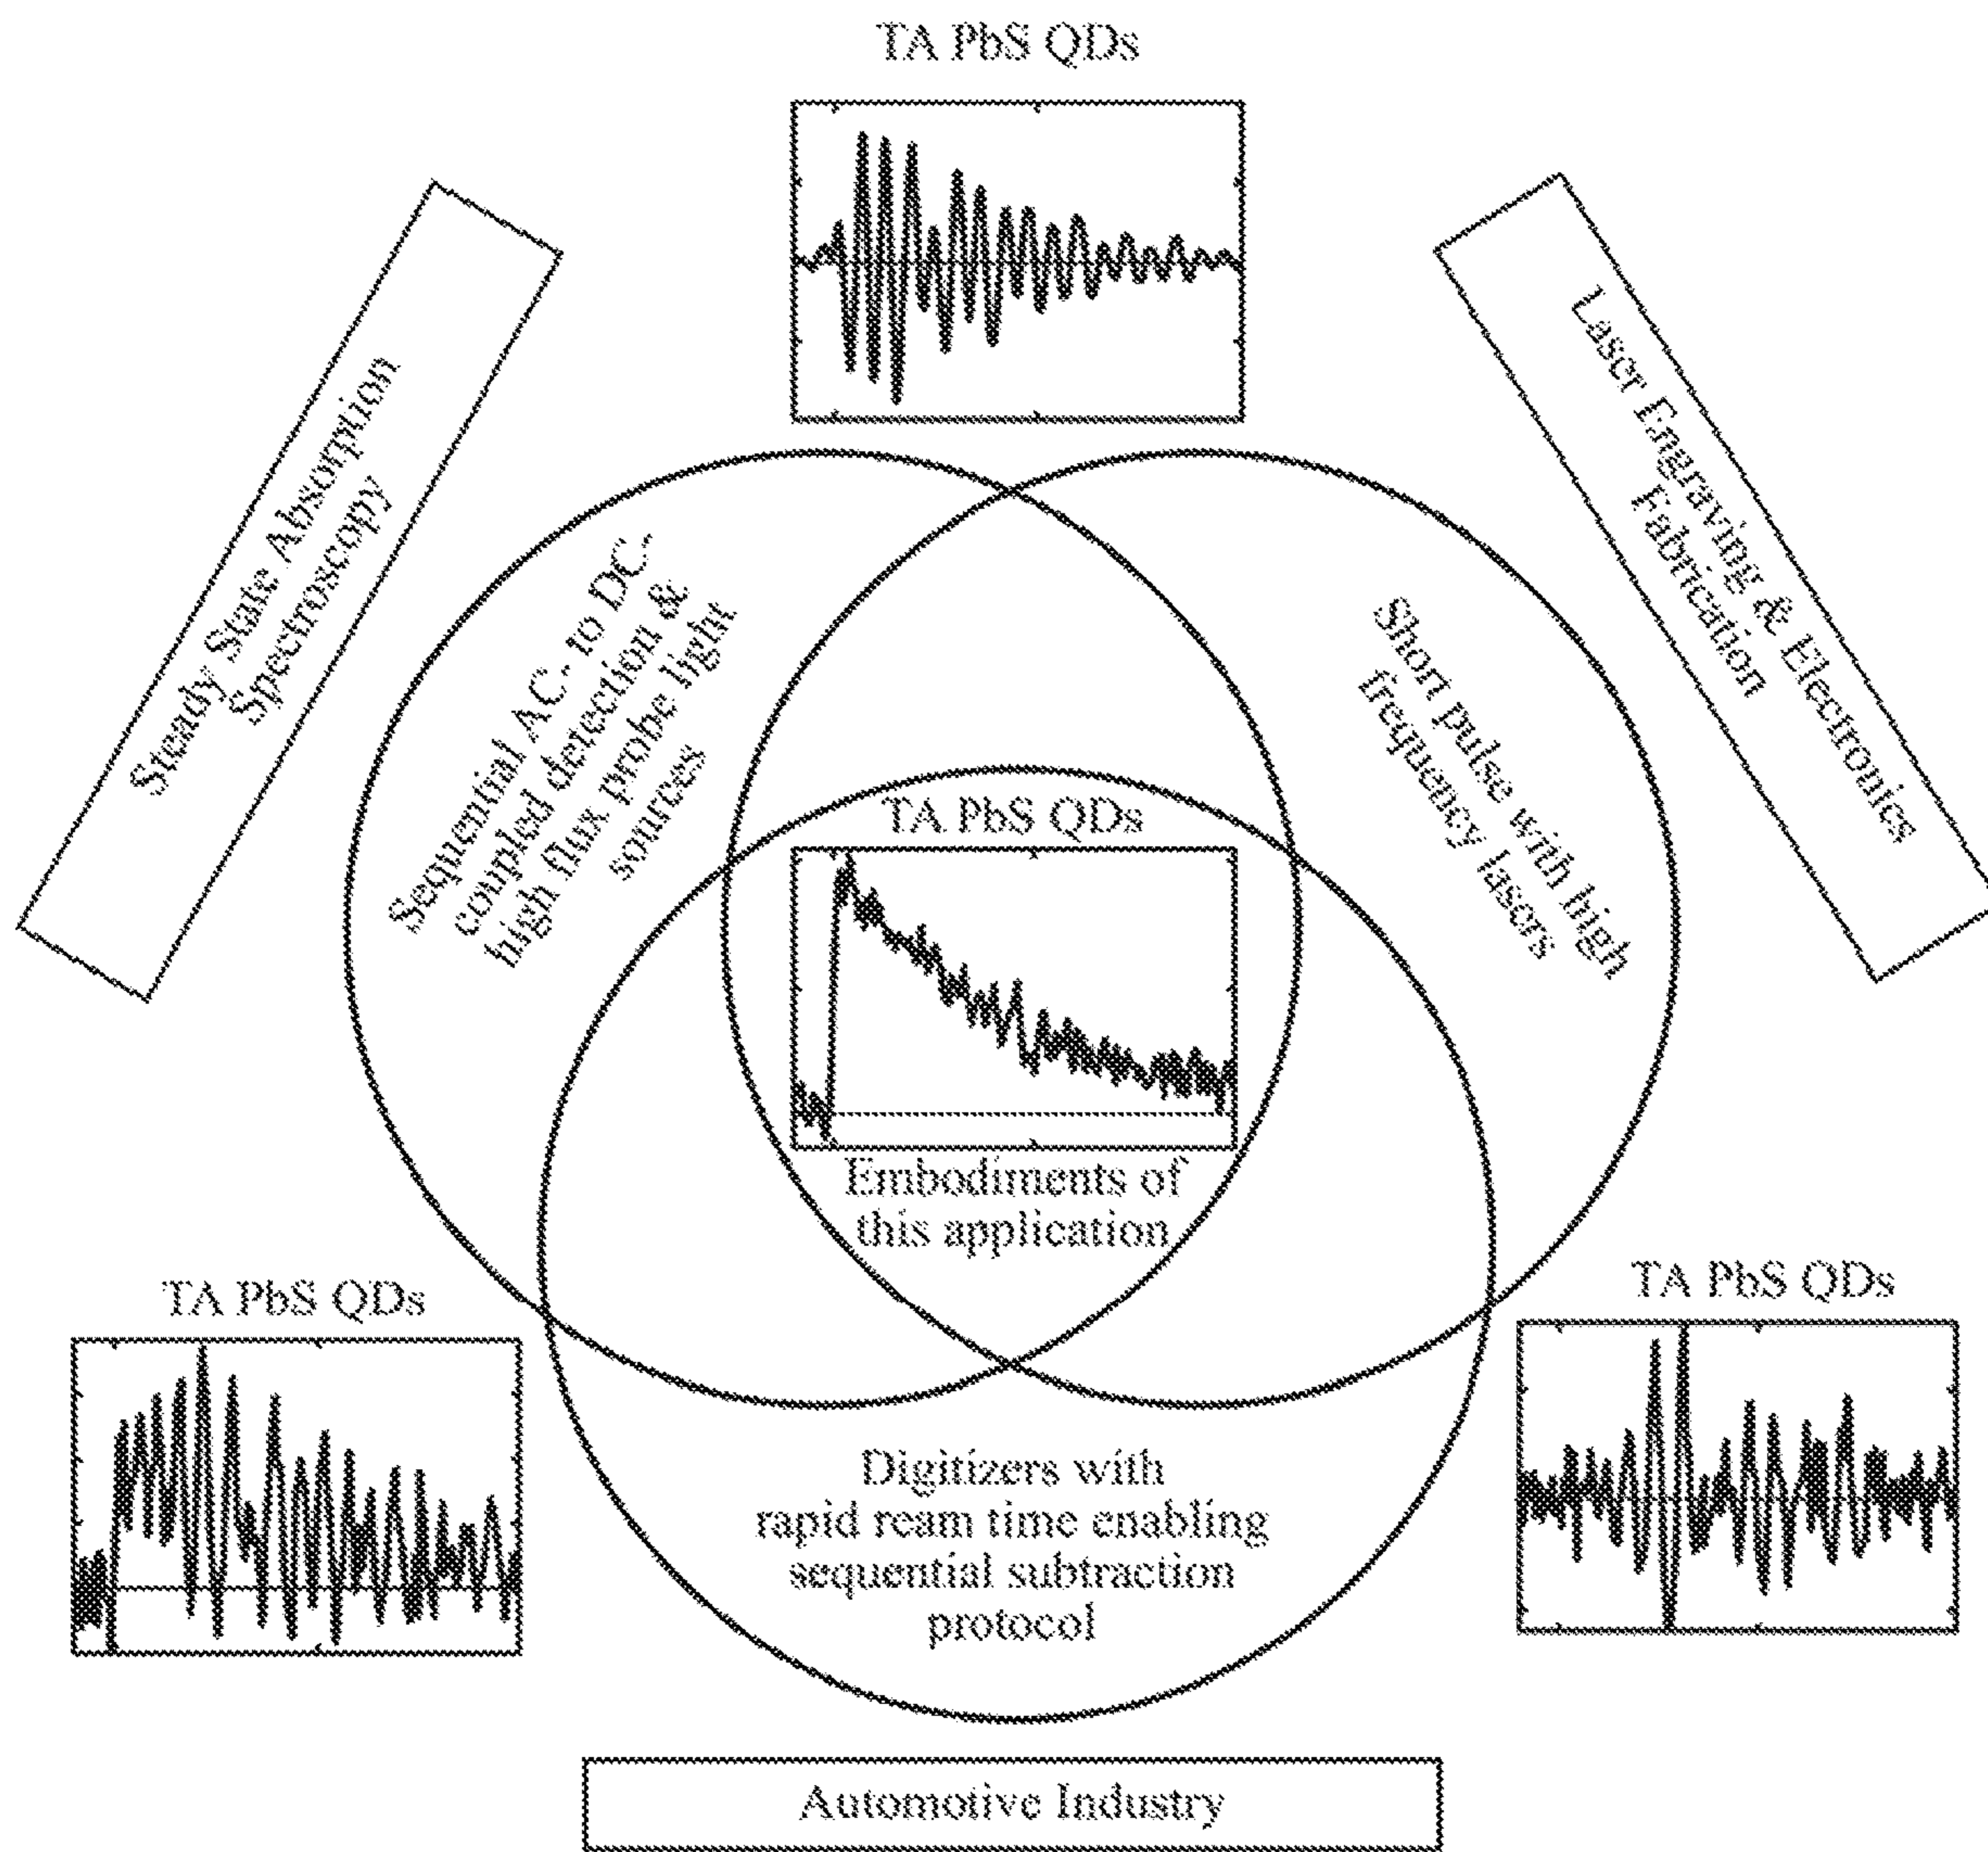 TA PbS QDs
Steady State Absorption
Spectroscopy
Laser Engraving & Electronics
Fabrication
Sequential AC- to DC-
coupled detection &
high flux probe light
sources
Short pulse with high
frequency lasers
TA PbS QDs
Embodiments of
this application
TA PbS QDs
TA PbS QDs
Digitizers with
rapid ream time enabling
sequential subtraction
protocol
Automotive Industry